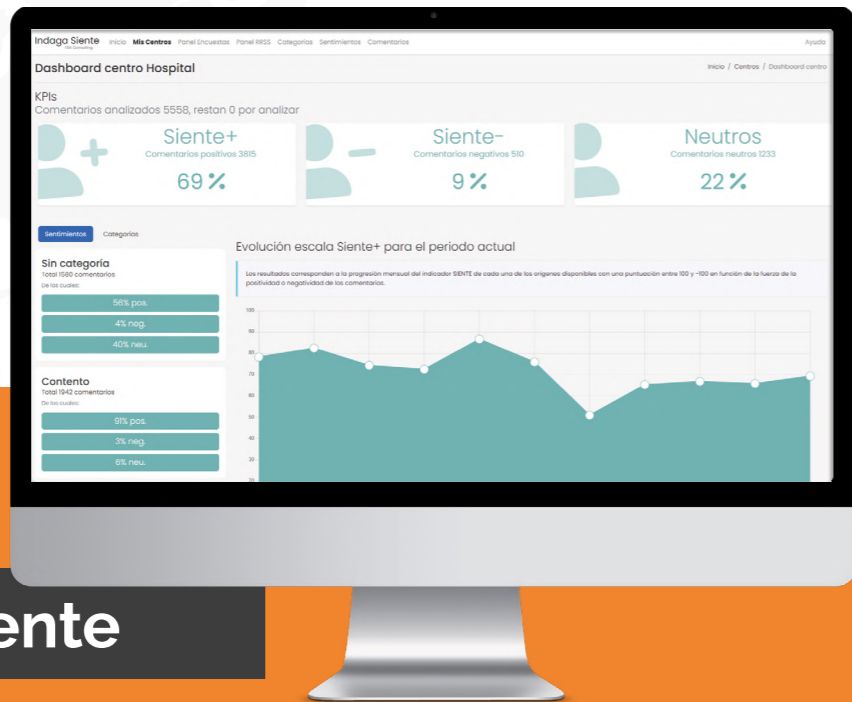 Indaga Siente
TEA Consulting
Inicio Mis Centros Panel Encuestas Panel RRSS Categorías Sentimientos Comentarios
Ayuda
Dashboard centro Hospital
Inicio / Centros / Dashboard centro
KPIs
Comentarios analizados 5558, restan 0 por analizar
Siente+
Comentarios positivos 3815
69 %
Siente-
Comentarios negativos 510
9 %
Neutros
Comentarios neutros 1233
22 %
Sentimientos Categorías
Sin categoría
Total 1580 comentarios
De los cuales:
56% pos.
4% neg.
40% neu.
Contento
Total 1942 comentarios
De los cuales:
91% pos.
3% neg.
6% neu.
Evolución escala Siente+ para el periodo actual
Los resultados corresponden a la progresión mensual del indicador SIENTE de cada uno de los orígenes disponibles con una puntuación entre 100 y -100 en función de la fuerza de la
positividad o negatividad de los comentarios.
100
90
80
70
60
50
40
30
20
ente